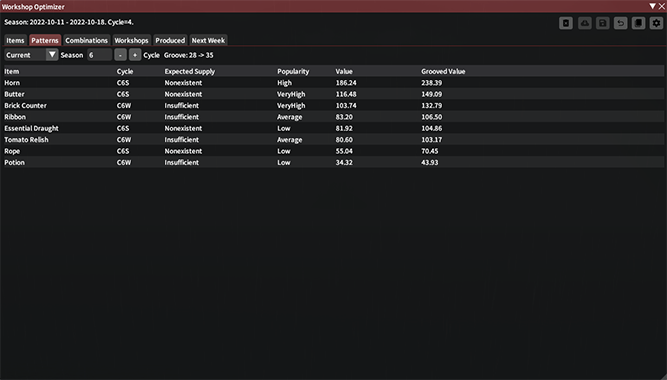 Workshop Optimizer
Season: 2022-10-11 - 2022-10-18. Cycle=4.
Items Patterns Combinations Workshops Produced Next Week
Current Season 6 - + Cycle Groove: 28 -> 35
Item Cycle Expected Supply Popularity Value Grooved Value
Horn C6S Nonexistent High 186.24 238.39
Butter C6S Nonexistent VeryHigh 116.48 149.09
Brick Counter C6W Insufficient VeryHigh 103.74 132.79
Ribbon C6W Insufficient Average 83.20 106.50
Essential Draught C6S Nonexistent Low 81.92 104.86
Tomato Relish C6W Insufficient Average 80.60 103.17
Rope C6S Nonexistent Low 55.04 70.45
Potion C6W Insufficient Low 34.32 43.93